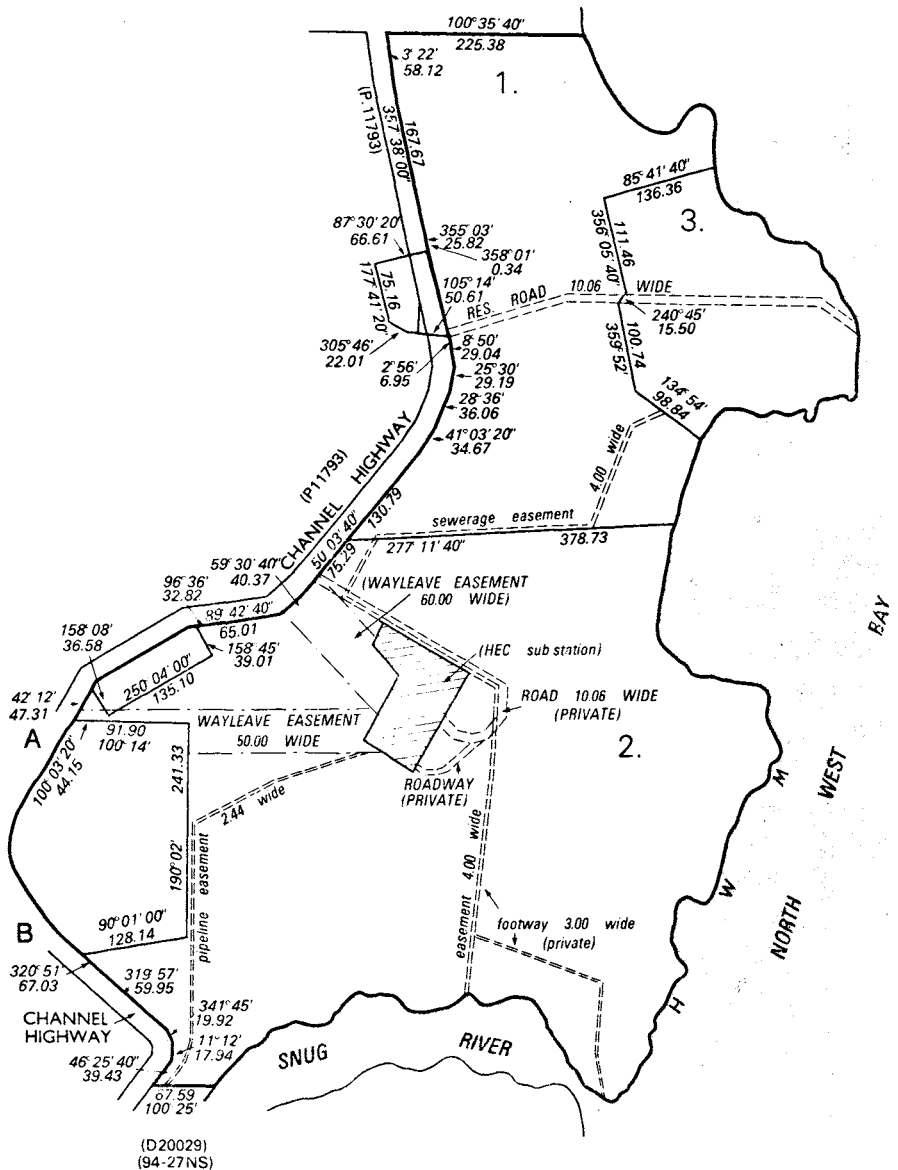 100° 35' 40"
225.38
3° 22'
58.12
1.
(P.11793)
357° 38' 00"
167.67
85° 41' 40"
136.36
3.
87° 30' 20"
66.61
355° 03'
25.82
358° 01'
0.34
111.46
356° 05' 40"
75.16
177° 41' 20"
105° 14'
50.61
RES. ROAD 10.06 WIDE
240° 45'
15.50
305° 46'
22.01
2° 56'
6.95
8° 50'
29.04
100.74
359° 52'
25° 30'
29.19
134° 54'
98.84
28° 36'
36.06
41° 03' 20"
34.67
(P11793)
CHANNEL HIGHWAY
130.79
50° 03' 40"
75.29
4.00 wide
sewerage easement
277° 11' 40" 378.73
59° 30' 40"
40.37
96° 36'
32.82
(WAYLEAVE EASEMENT
60.00 WIDE)
89° 42' 40"
65.01
158° 08'
36.58
158° 45'
39.01
(HEC sub station)
BAY
250° 04' 00"
135.10
42° 12'
47.31
ROAD 10.06 WIDE
(PRIVATE)
A
91.90
100° 14'
WAYLEAVE EASEMENT
50.00 WIDE
2.
100° 03' 20"
44.15
241.33
190° 02'
ROADWAY
(PRIVATE)
WEST
2.44 wide
pipeline easement
easement 4.00 wide
H W M
NORTH
90° 01' 00"
128.14
B
footway 3.00 wide
(private)
320° 51'
67.03
319° 57'
59.95
341° 45'
19.92
CHANNEL
HIGHWAY
11° 12'
17.94
46° 25' 40"
39.43
SNUG RIVER
67.59
100° 25'
(D20029)
(94-27NS)